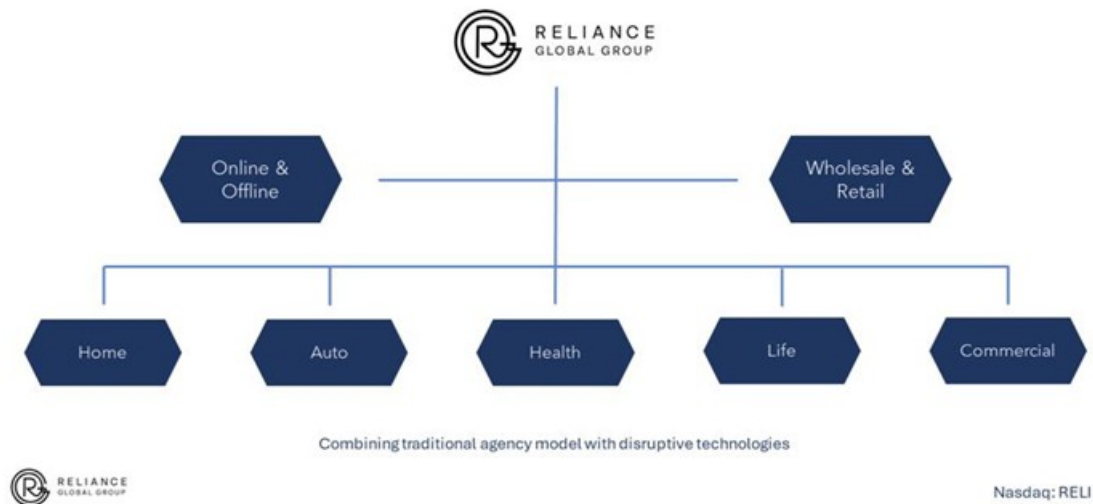 RELIANCE
GLOBAL GROUP
Online &
Offline
Wholesale &
Retail
Home
Auto
Health
Life
Commercial
Combining traditional agency model with disruptive technologies
RELIANCE
GLOBAL GROUP
Nasdaq: RELI